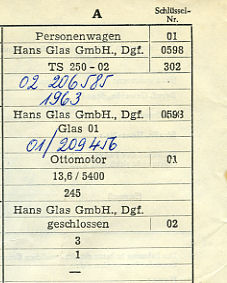 A Schlüssel-
Nr.
Personenwagen 01
Hans Glas GmbH., Dgf. 0598
TS 250-02 302
02 206585
1963
Hans Glas GmbH., Dgf. 0598
Glas 01
01/209456
Ottomotor 01
13,6 / 5400
245
Hans Glas GmbH., Dgf.
geschlossen 02
3
1
—